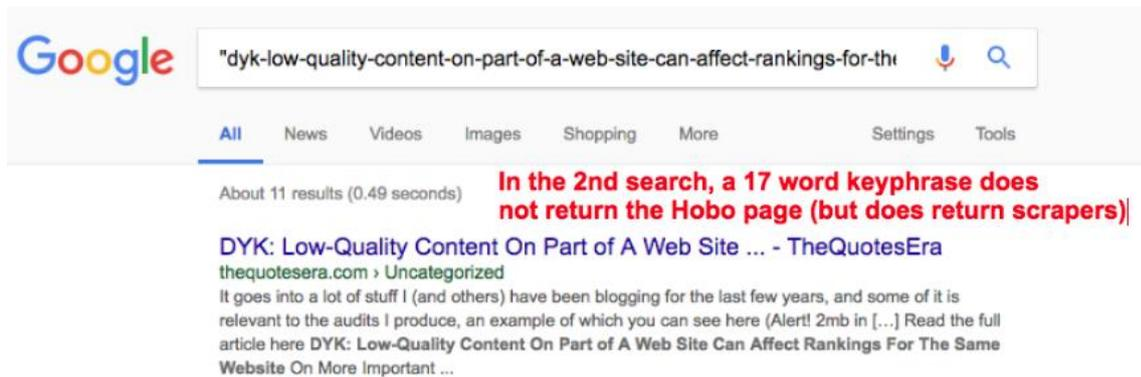 Google
"dyk-low-quality-content-on-part-of-a-web-site-can-affect-rankings-for-the
All News Videos Images Shopping More Settings Tools
About 11 results (0.49 seconds)
In the 2nd search, a 17 word keyphrase does
not return the Hobo page (but does return scrapers)
DYK: Low-Quality Content On Part of A Web Site ... - TheQuotesEra
thequotesera.com › Uncategorized
It goes into a lot of stuff I (and others) have been blogging for the last few years, and some of it is
relevant to the audits I produce, an example of which you can see here (Alert! 2mb in [...] Read the full
article here DYK: Low-Quality Content On Part of A Web Site Can Affect Rankings For The Same
Website On More Important ...